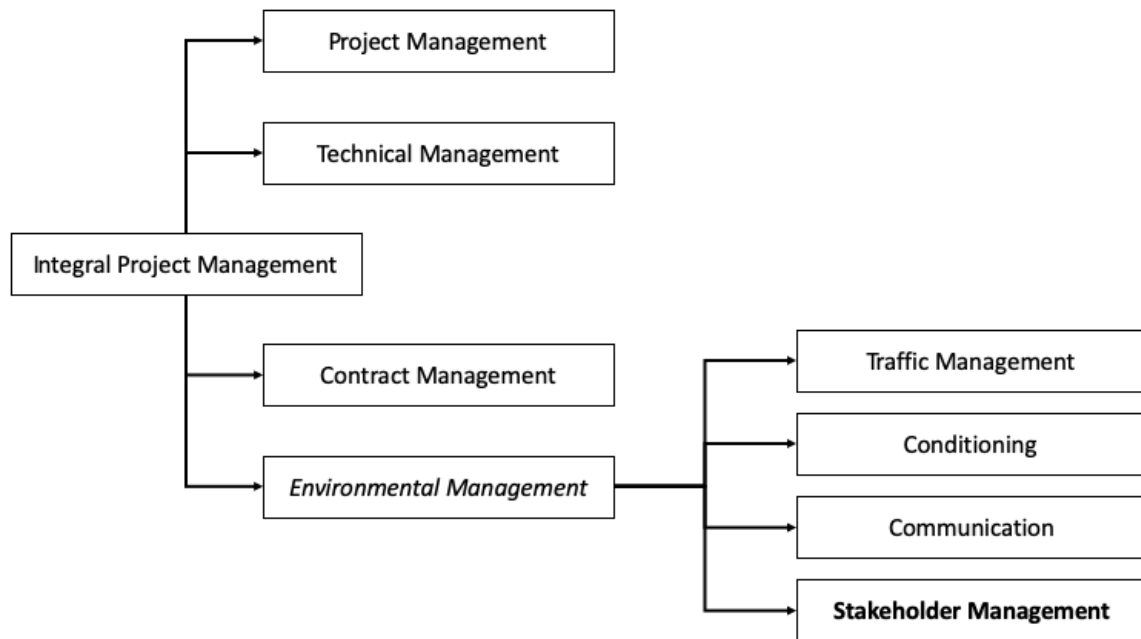 Project Management
Technical Management
Integral Project Management
Contract Management
Environmental Management
Traffic Management
Conditioning
Communication
Stakeholder Management